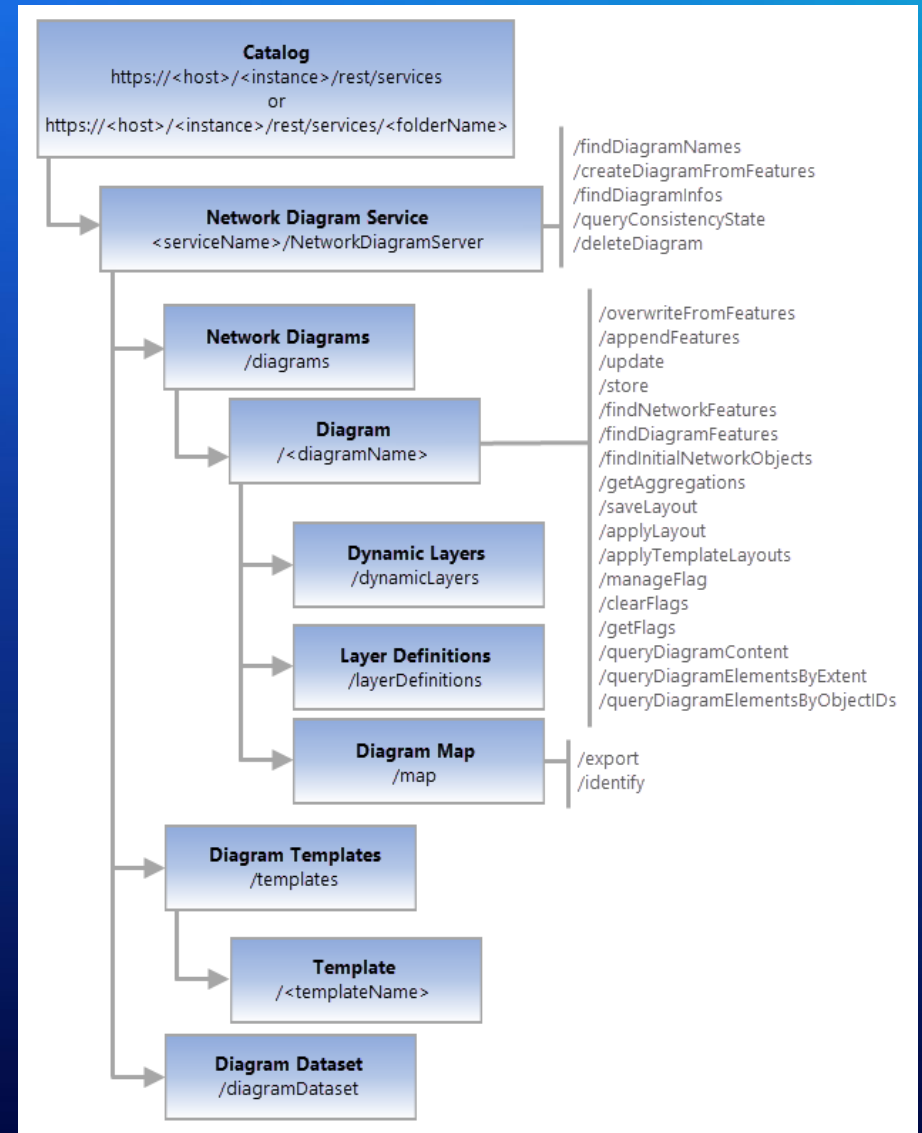 Catalog
https://<host>/<instance>/rest/services
or
https://<host>/<instance>/rest/services/<folderName>
Network Diagram Service
<serviceName>/NetworkDiagramServer
/findDiagramNames
/createDiagramFromFeatures
/findDiagramInfos
/queryConsistencyState
/deleteDiagram
Network Diagrams
/diagrams
Diagram
/<diagramName>
/overwriteFromFeatures
/appendFeatures
/update
/store
/findNetworkFeatures
/findDiagramFeatures
/findInitialNetworkObjects
/getAggregations
/saveLayout
/applyLayout
/applyTemplateLayouts
/manageFlag
/clearFlags
/getFlags
/queryDiagramContent
/queryDiagramElementsByExtent
/queryDiagramElementsByObjectIDs
Dynamic Layers
/dynamicLayers
Layer Definitions
/layerDefinitions
Diagram Map
/map
/export
/identify
Diagram Templates
/templates
Template
/<templateName>
Diagram Dataset
/diagramDataset